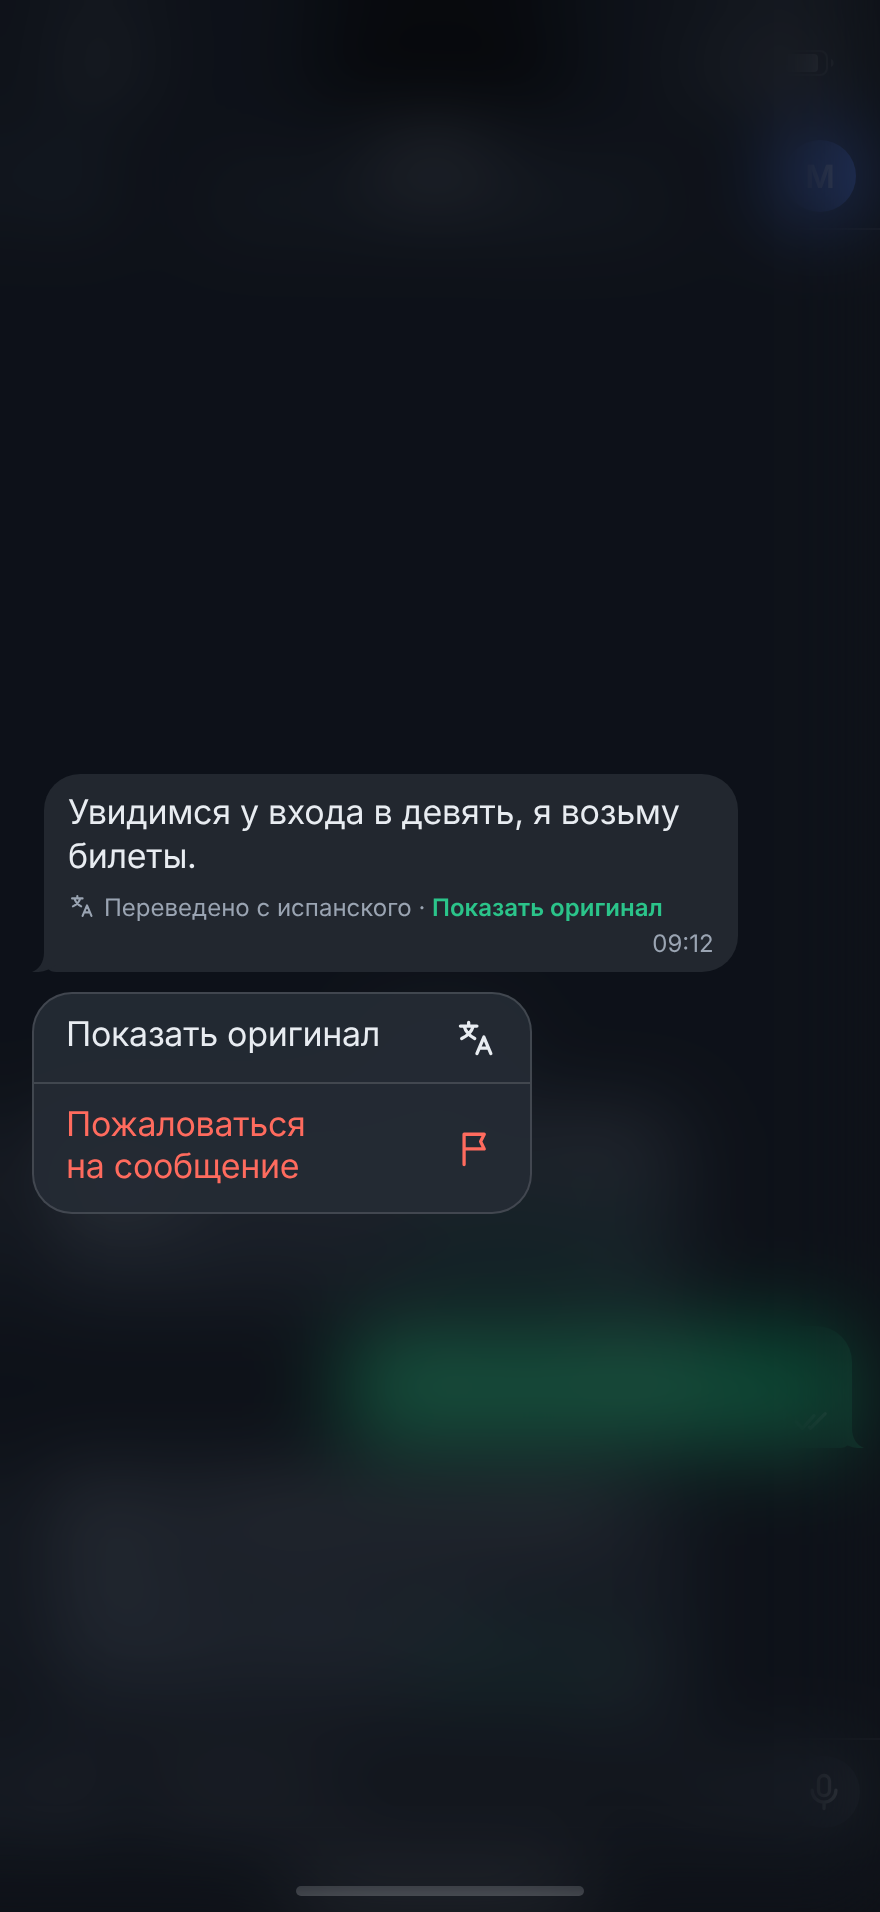 M
Увидимся у входа в девять, я возьму
билеты.
Переведено с испанского · Показать оригинал
09:12
Показать оригинал
Пожаловаться
на сообщение